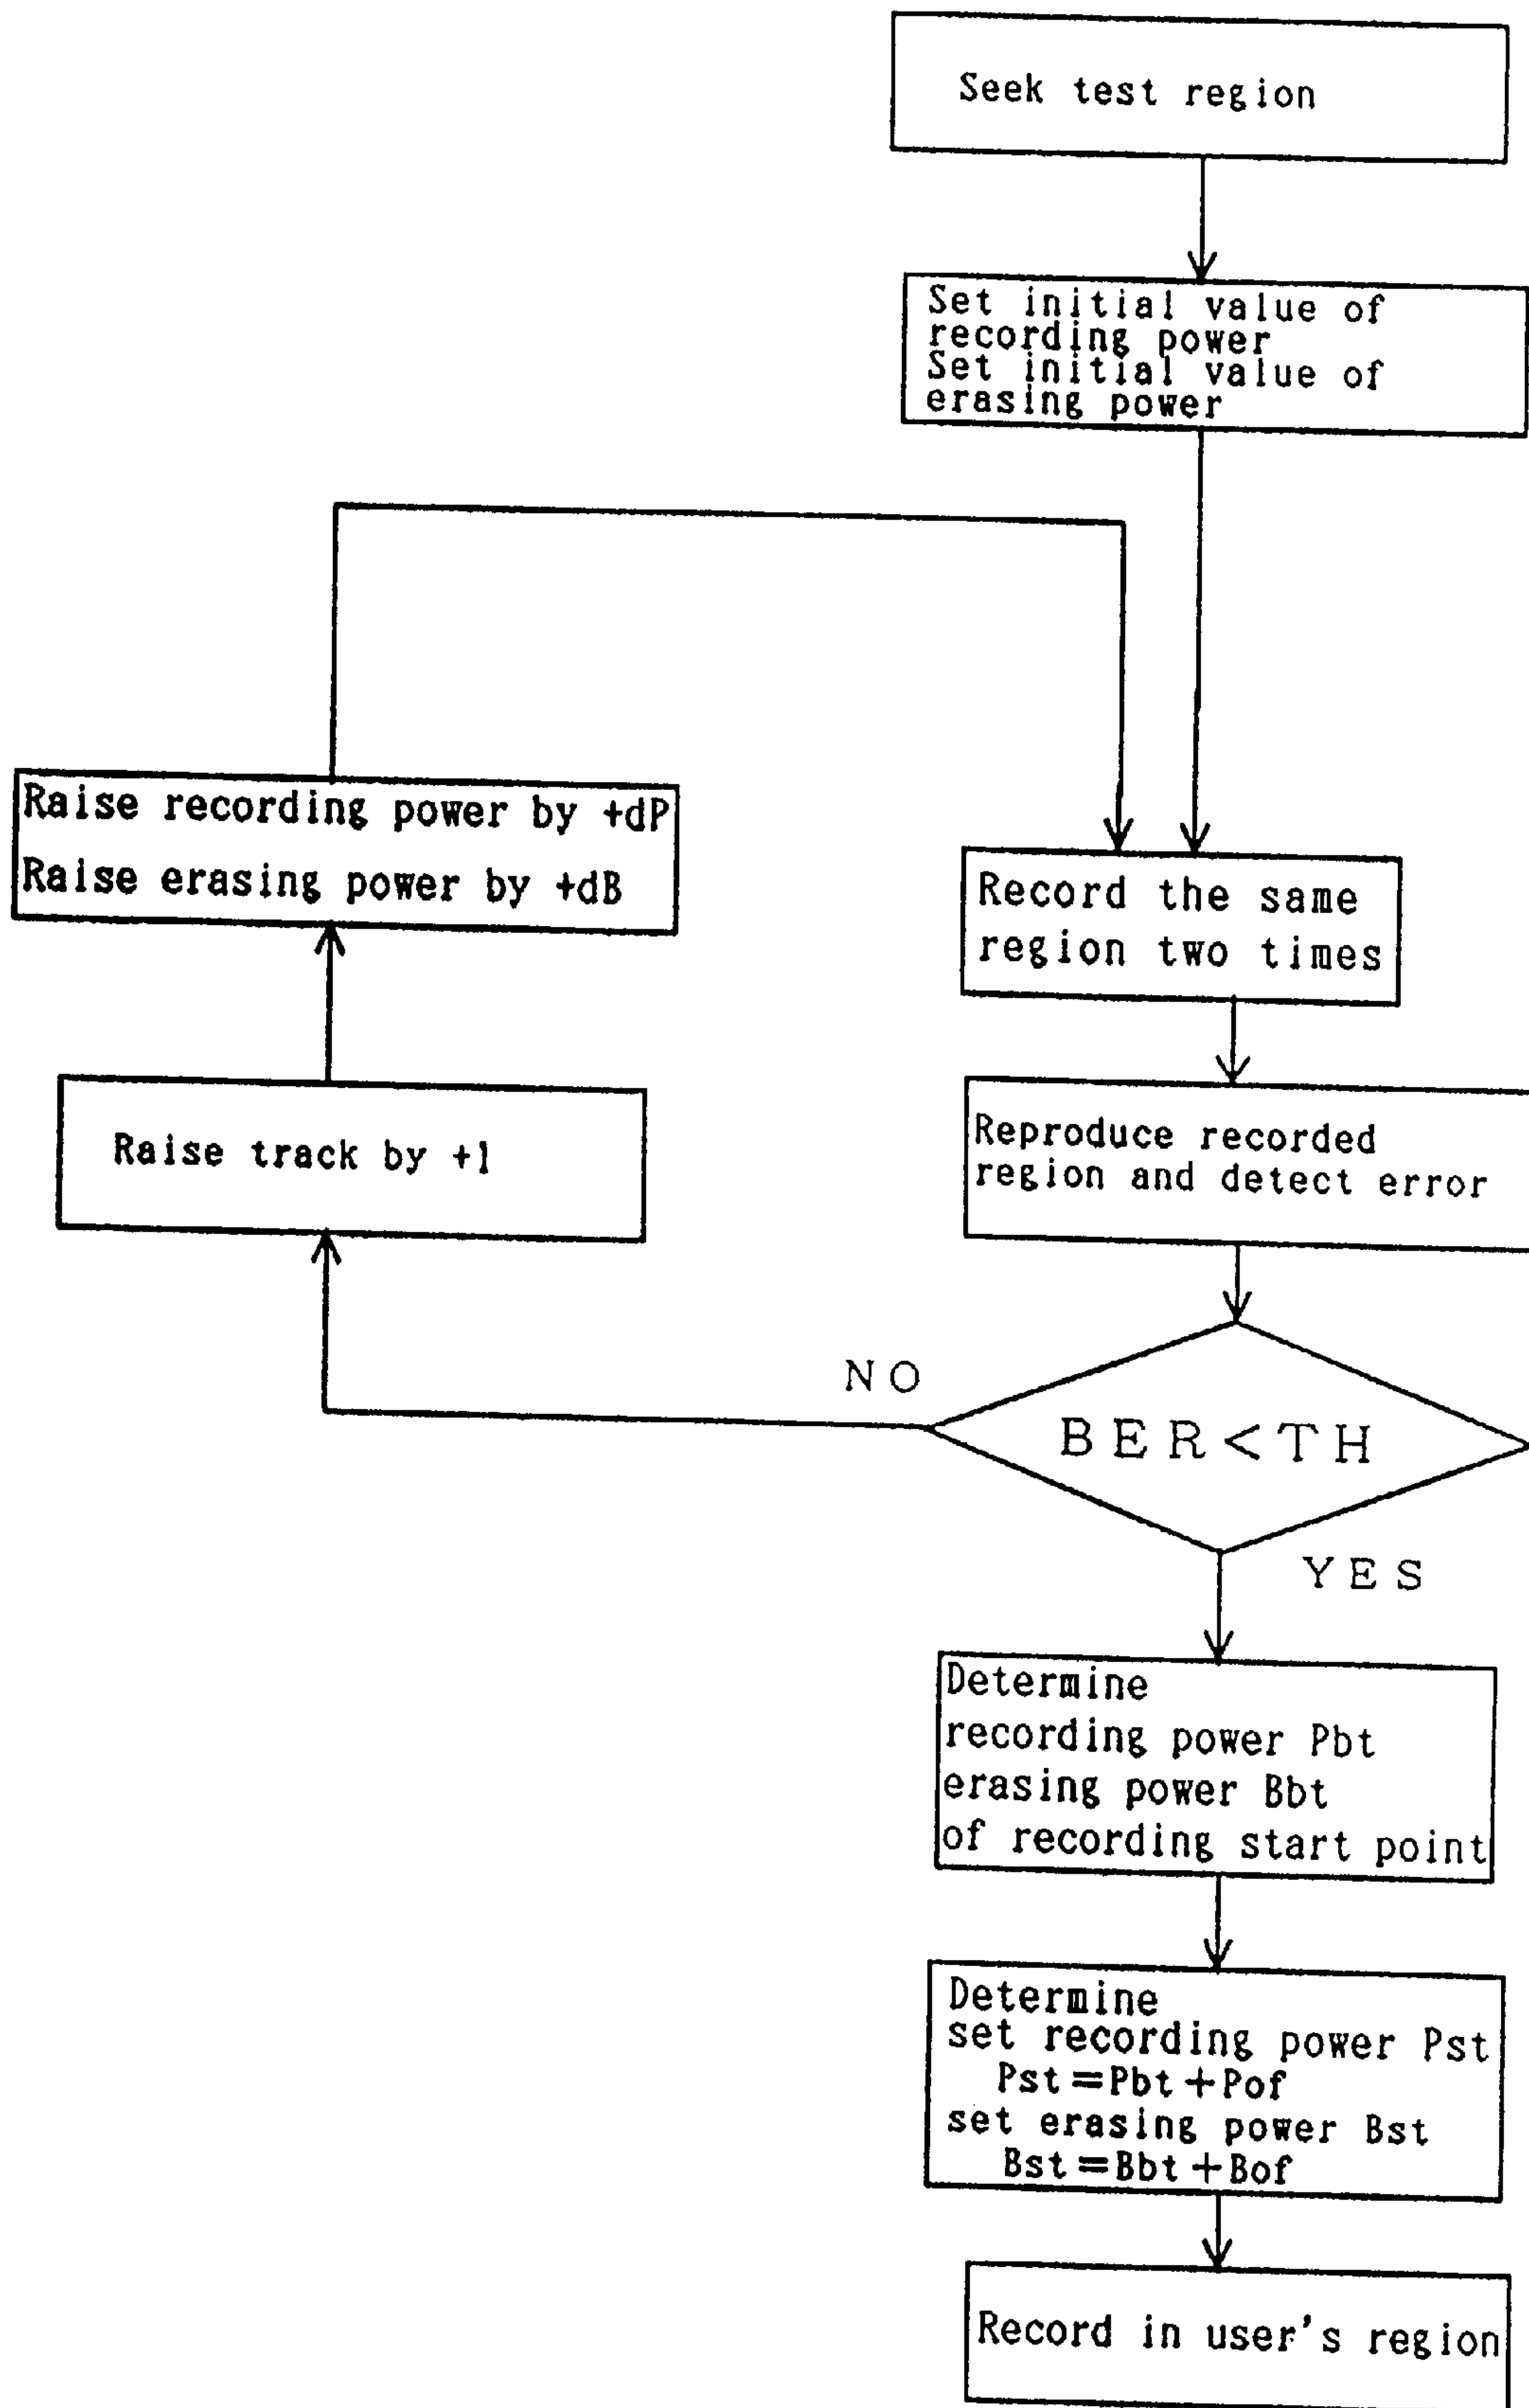 Seek test region
Set initial value of
recording power
Set initial value of
erasing power
Raise recording power by +dP
Raise erasing power by +dB
Record the same
region two times
Raise track by +1
Reproduce recorded
region and detect error
NO
BER<TH
YES
Determine
recording power Pbt
erasing power Bbt
of recording start point
Determine
set recording power Pst
Pst=Pbt+Pof
set erasing power Bst
Bst=Bbt+Bof
Record in user's region